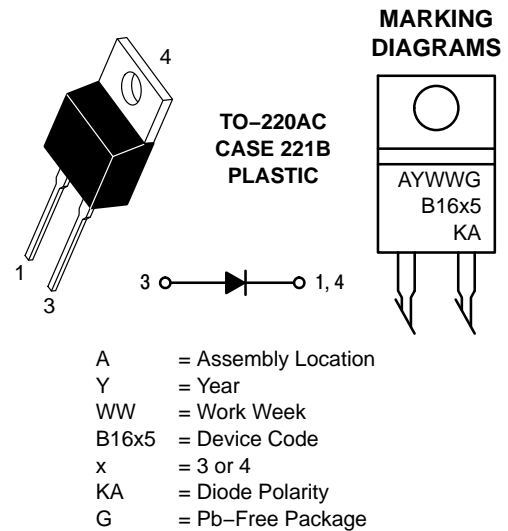 MARKING
DIAGRAMS
4
TO−220AC
CASE 221B
PLASTIC
AYWWG
B16x5
KA
1
3
3
1, 4
A = Assembly Location
Y = Year
WW = Work Week
B16x5 = Device Code
x = 3 or 4
KA = Diode Polarity
G = Pb−Free Package